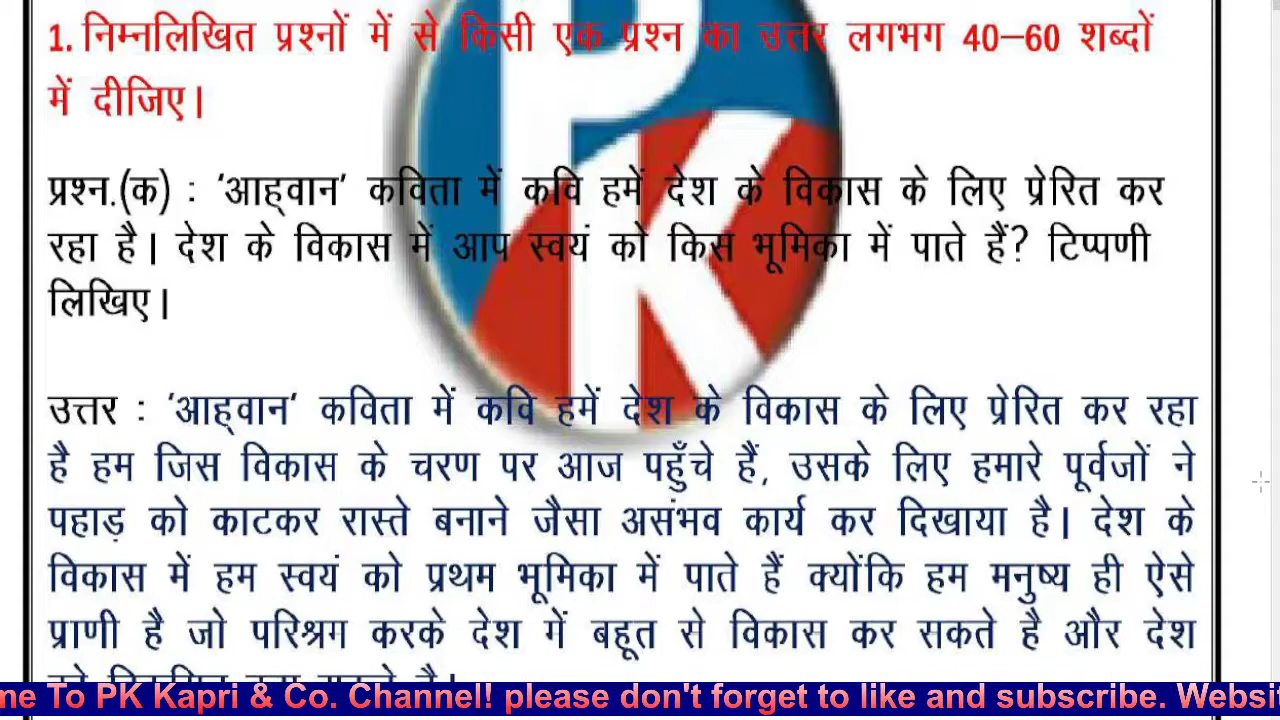 1. निम्नलिखित प्रश्नों में से किसी एक प्रश्न का उत्तर लगभग 40–60 शब्दों
में दीजिए।
प्रश्न.(क) : 'आह्वान' कविता में कवि हमें देश के विकास के लिए प्रेरित कर
रहा है। देश के विकास में आप स्वयं को किस भूमिका में पाते हैं? टिप्पणी
लिखिए।
उत्तर : 'आह्वान' कविता में कवि हमें देश के विकास के लिए प्रेरित कर रहा
है हम जिस विकास के चरण पर आज पहुँचे हैं, उसके लिए हमारे पूर्वजों ने
पहाड़ को काटकर रास्ते बनाने जैसा असंभव कार्य कर दिखाया है। देश के
विकास में हम स्वयं को प्रथम भूमिका में पाते हैं क्योंकि हम मनुष्य ही ऐसे
प्राणी है जो परिश्रम करके देश में बहूत से विकास कर सकते है और देश
me To PK Kapri & Co. Channel! please don't forget to like and subscribe. Websi
PK